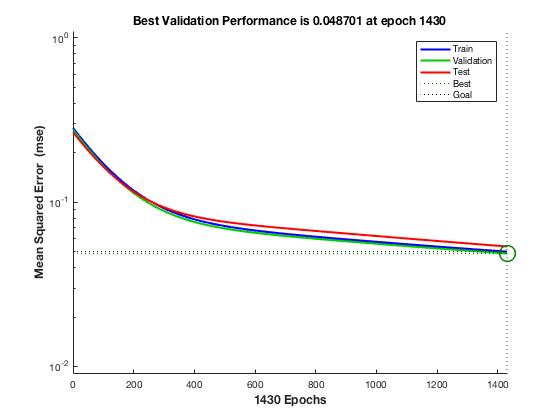 Best Validation Performance is 0.048701 at epoch 1430
10^0
Train
Validation
Test
Best
Goal
10^-1
10^-2
Mean Squared Error (mse)
0 200 400 600 800 1000 1200 1400
1430 Epochs